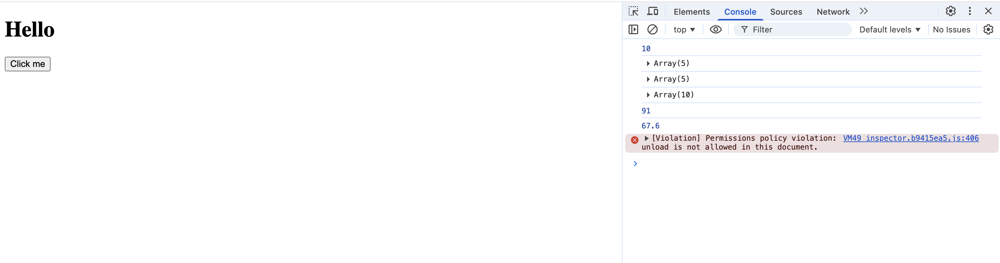 Hello
Click me
Elements Console Sources Network
top Filter Default levels No Issues
10
Array(5)
Array(5)
Array(10)
91
67.6
[Violation] Permissions policy violation: VM49 inspector.b9415ea5.js:406
unload is not allowed in this document.